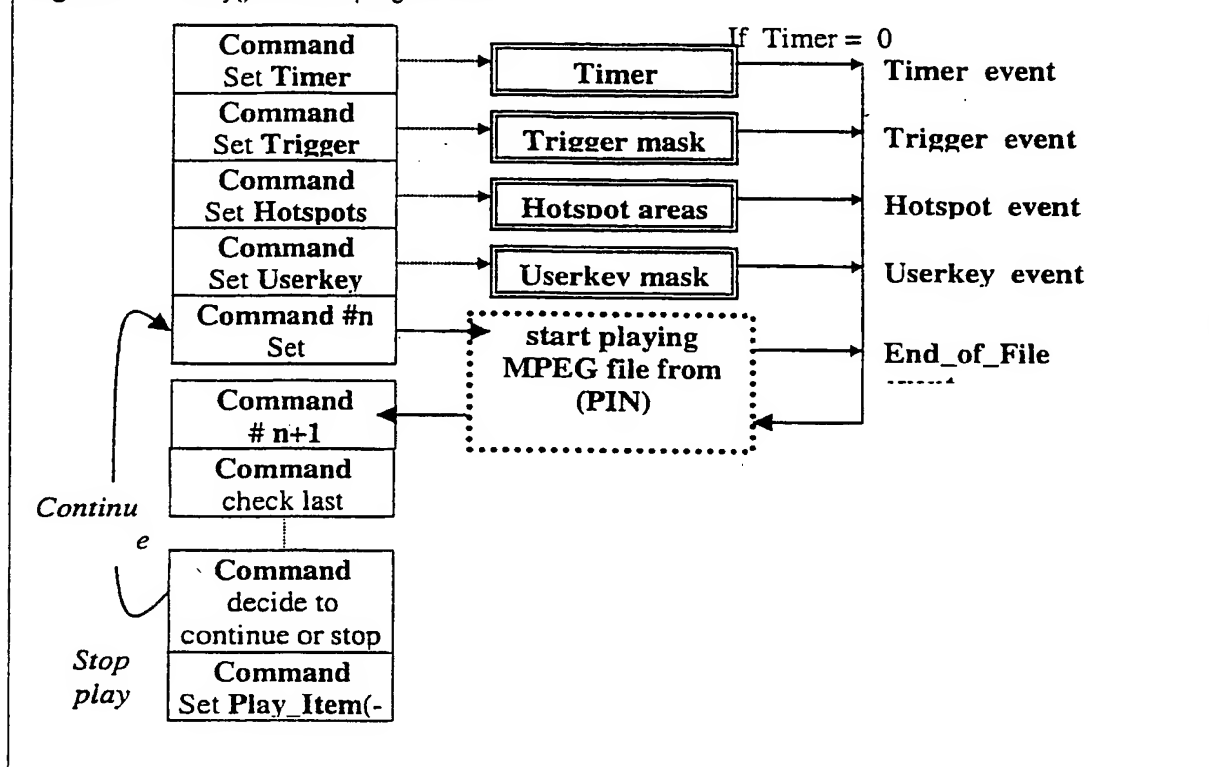 Command
Set Timer
Command
Set Trigger
Command
Set Hotspots
Command
Set Userkey
Command #n
Set
Command
# n+1
Command
check last
Command
decide to
continue or stop
Command
Set Play_Item(-
Continu
e
Stop
play
Timer
Trigger mask
Hotspot areas
Userkey mask
start playing
MPEG file from
(PIN)
If Timer = 0
Timer event
Trigger event
Hotspot event
Userkey event
End_of_File